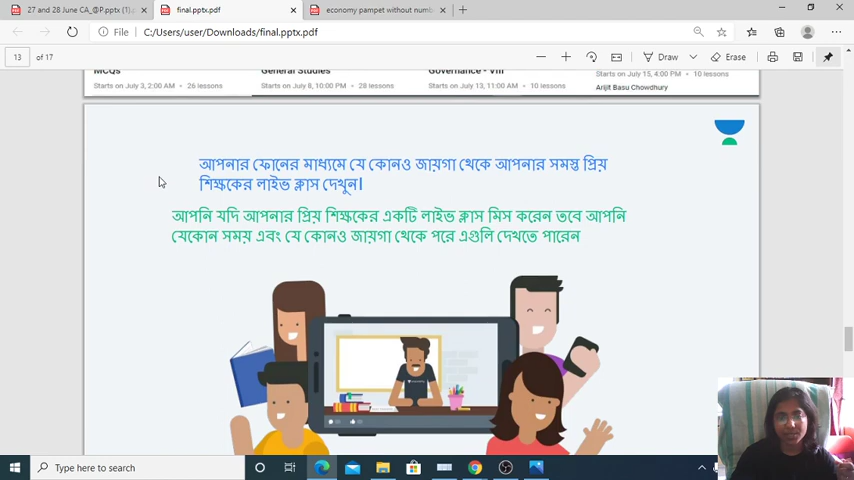 27 and 28 June CA_@P.pptx (1).p
final.pptx.pdf
economy pampet without numb
File
C:/Users/user/Downloads/final.pptx.pdf
13 of 17
Draw
Erase
MCQs
General Studies
Governance - VIII
Starts on July 15, 4:00 PM • 10 lessons
Starts on July 3, 2:00 AM • 26 lessons
Starts on July 8, 10:00 PM • 28 lessons
Starts on July 13, 11:00 AM • 10 lessons
Arijit Basu Chowdhury
আপনার ফোনের মাধ্যমে যে কোনও জায়গা থেকে আপনার সমস্ত প্রিয়
শিক্ষকের লাইভ ক্লাস দেখুন।
আপনি যদি আপনার প্রিয় শিক্ষকের একটি লাইভ ক্লাস মিস করেন তবে আপনি
যেকোন সময় এবং যে কোনও জায়গা থেকে পরে এগুলি দেখতে পারেন
Type here to search